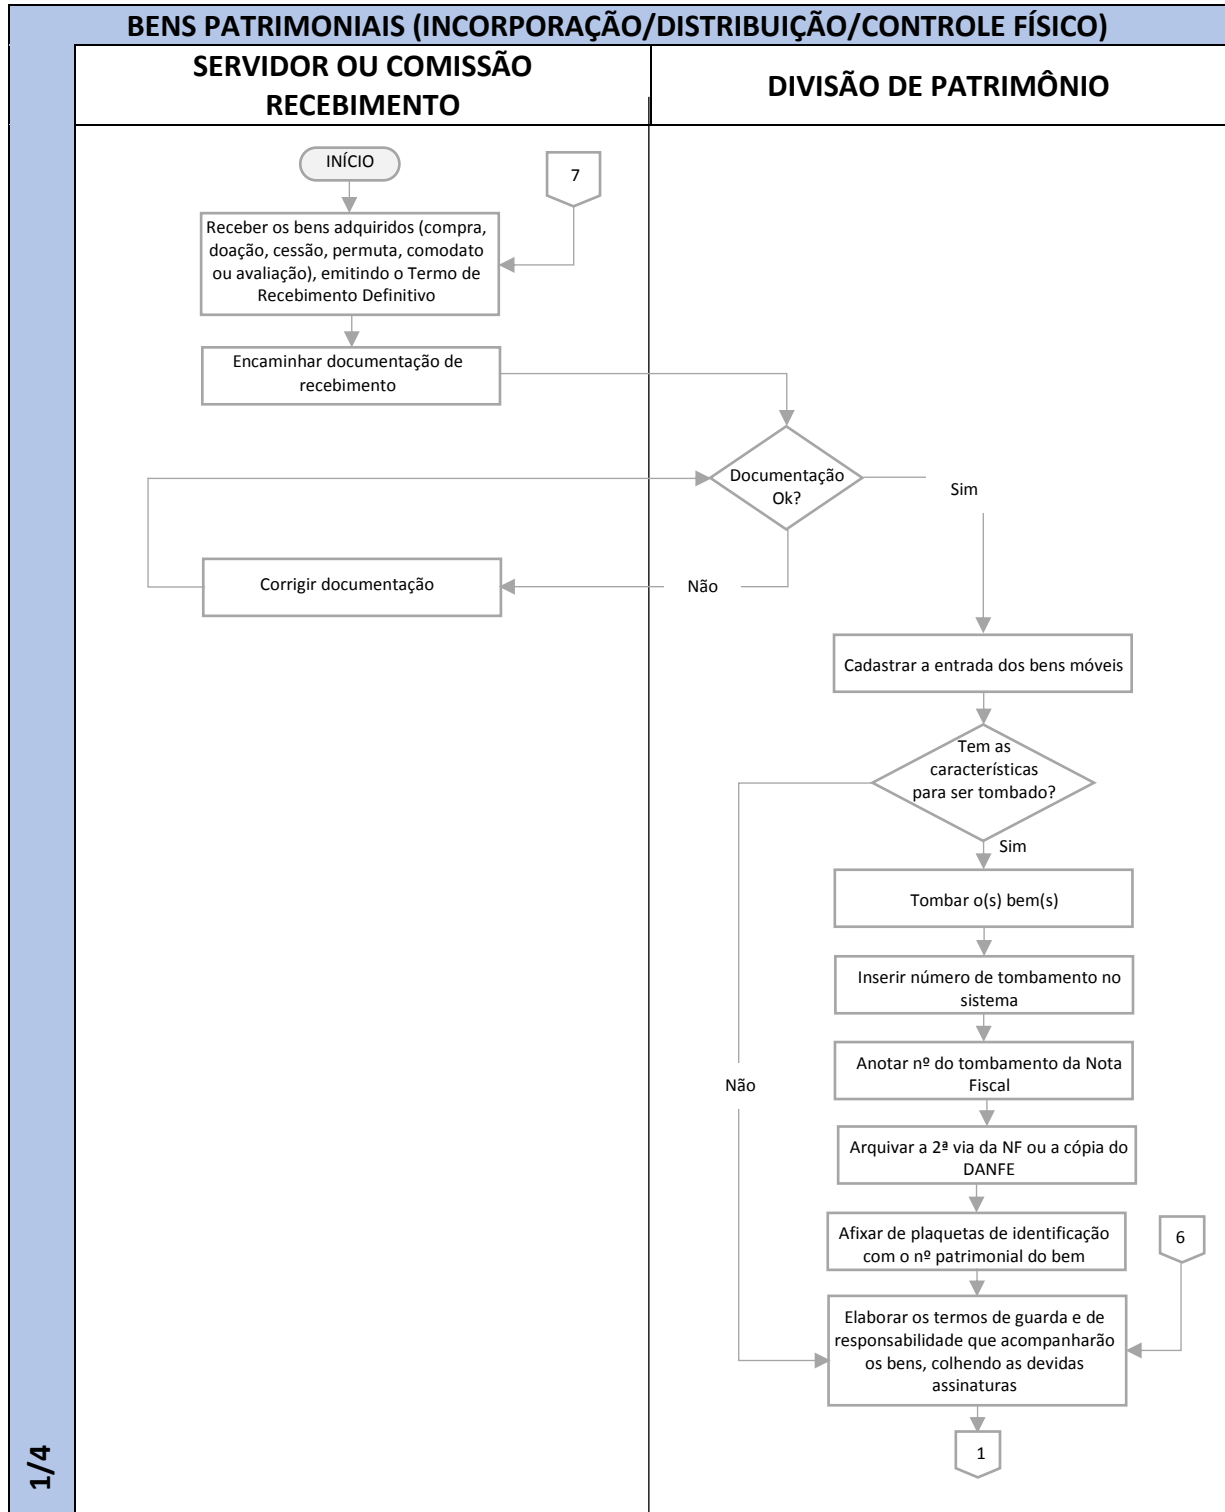 BENS PATRIMONIAIS (INCORPORAÇÃO/DISTRIBUIÇÃO/CONTROLE FÍSICO)
SERVIDOR OU COMISSÃO
RECEBIMENTO
DIVISÃO DE PATRIMÔNIO
INÍCIO
7
Receber os bens adquiridos (compra,
doação, cessão, permuta, comodato
ou avaliação), emitindo o Termo de
Recebimento Definitivo
Encaminhar documentação de
recebimento
Documentação
Ok?
Sim
Corrigir documentação
Não
Cadastrar a entrada dos bens móveis
Tem as
características
para ser tombado?
Sim
Tombar o(s) bem(s)
Inserir número de tombamento no
sistema
Anotar nº do tombamento da Nota
Fiscal
Não
Arquivar a 2ª via da NF ou a cópia do
DANFE
Afixar de plaquetas de identificação
com o nº patrimonial do bem
6
Elaborar os termos de guarda e de
responsabilidade que acompanharão
os bens, colhendo as devidas
assinaturas
1
1/4